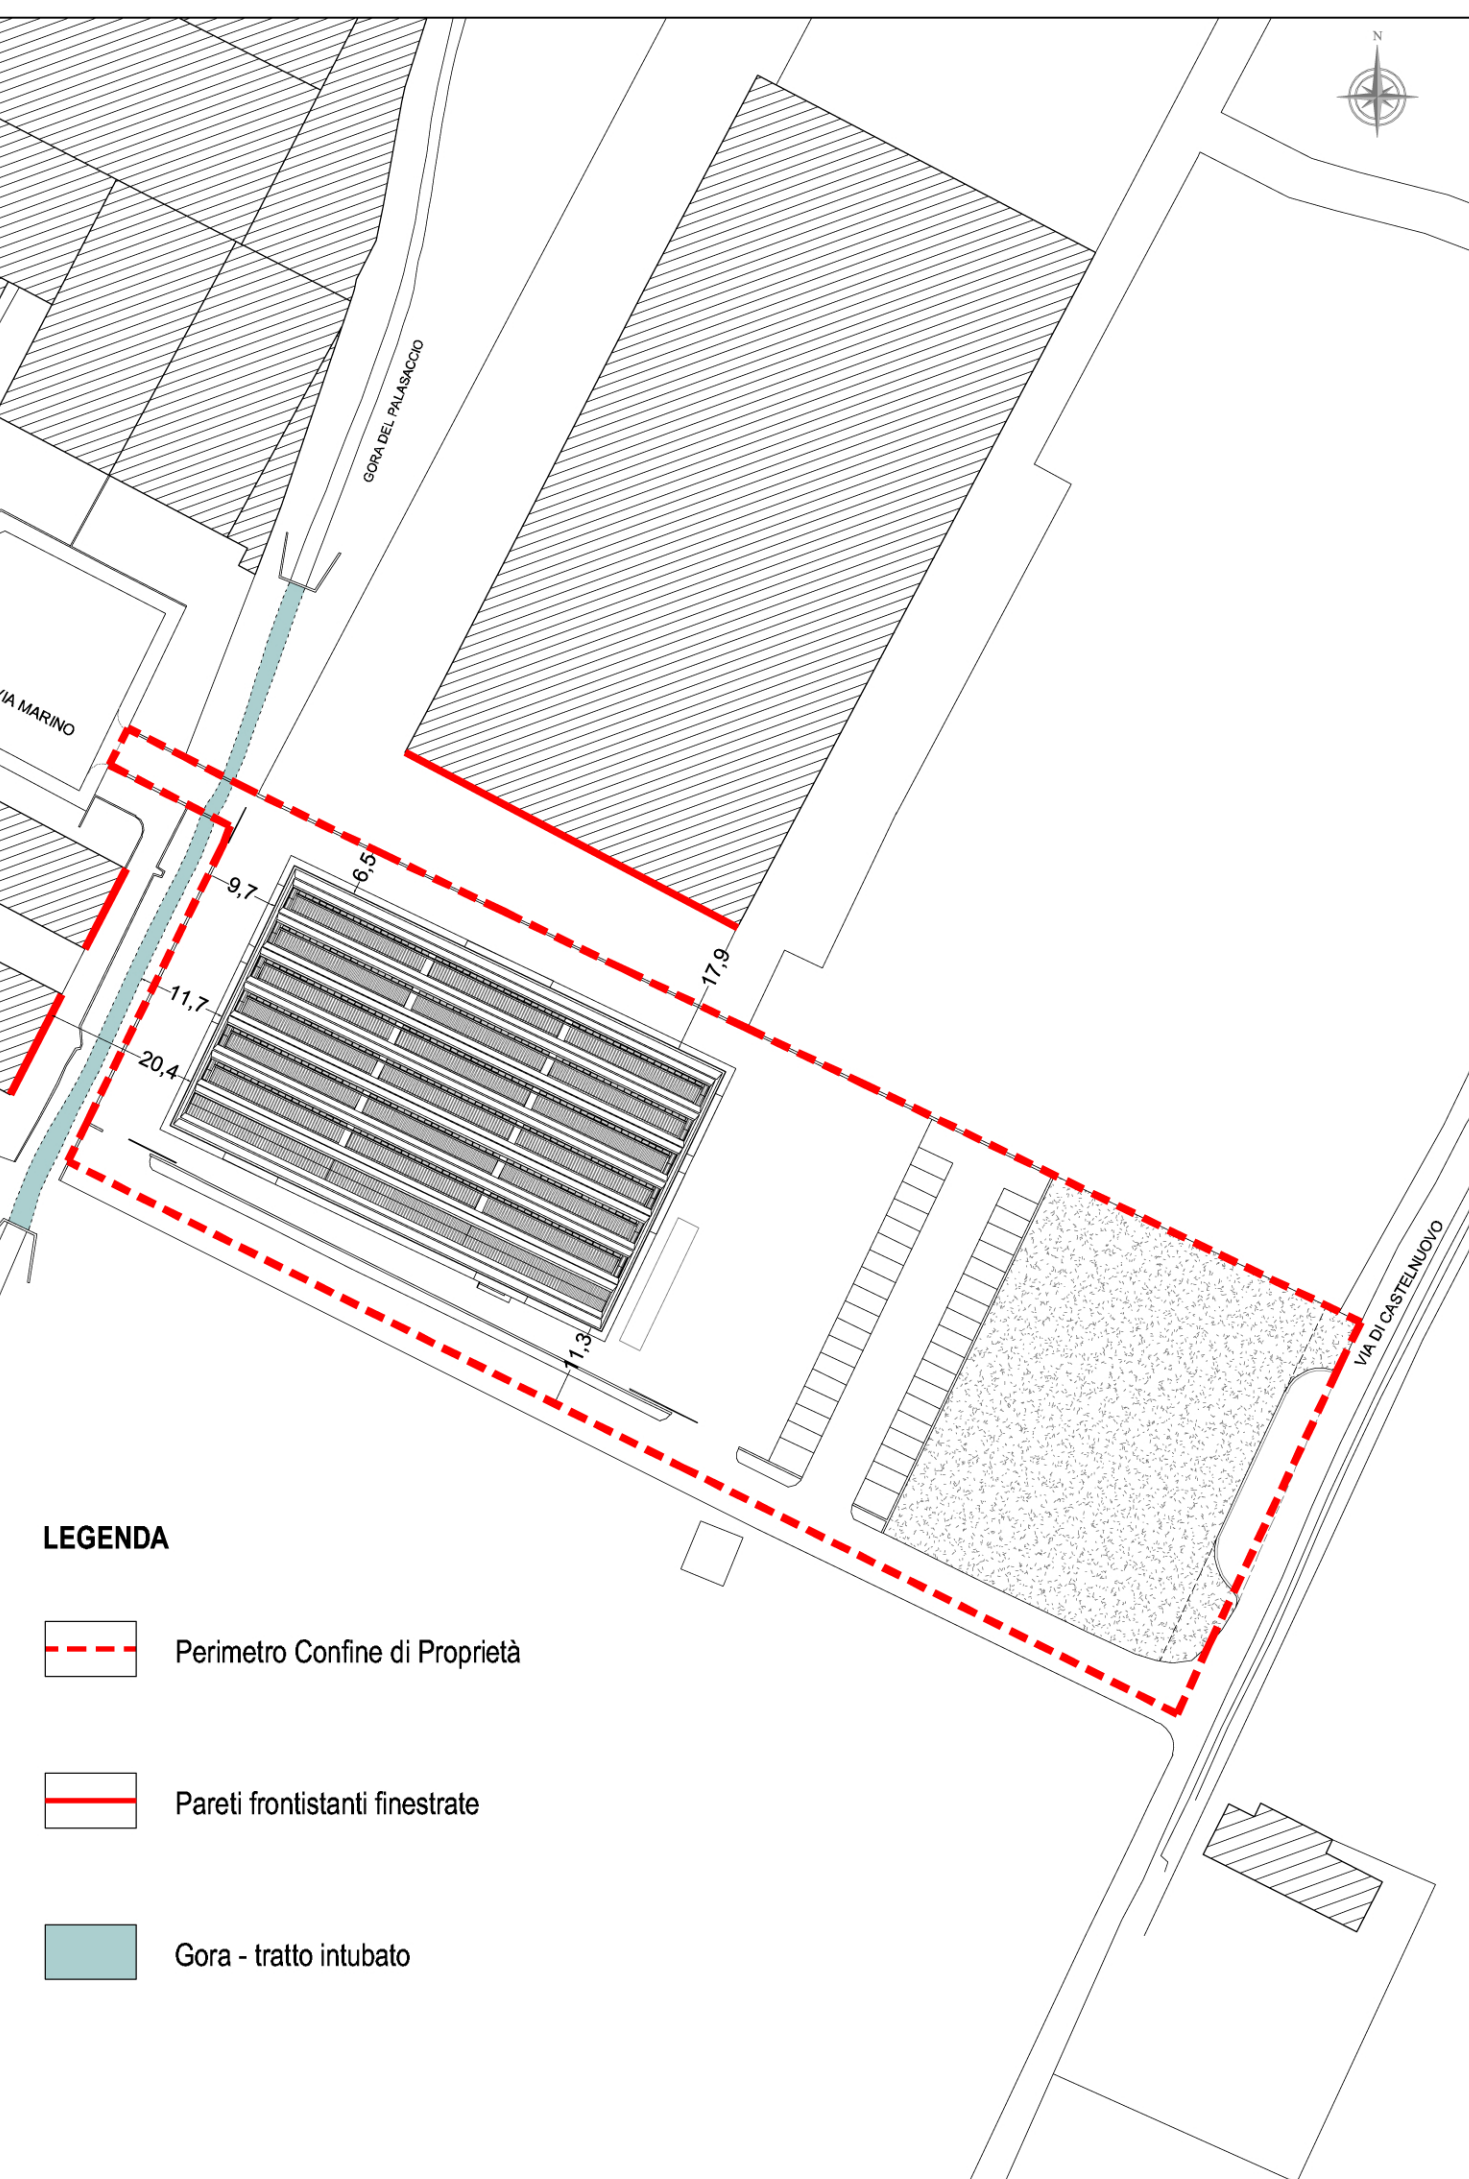 N
GORA DEL PALASACCIO
VIA MARINO
6,5
9,7
17,9
11,7
20,4
11,3
VIA DI CASTELNUOVO
LEGENDA
Perimetro Confine di Proprietà
Pareti frontistanti finestrate
Gora - tratto intubato